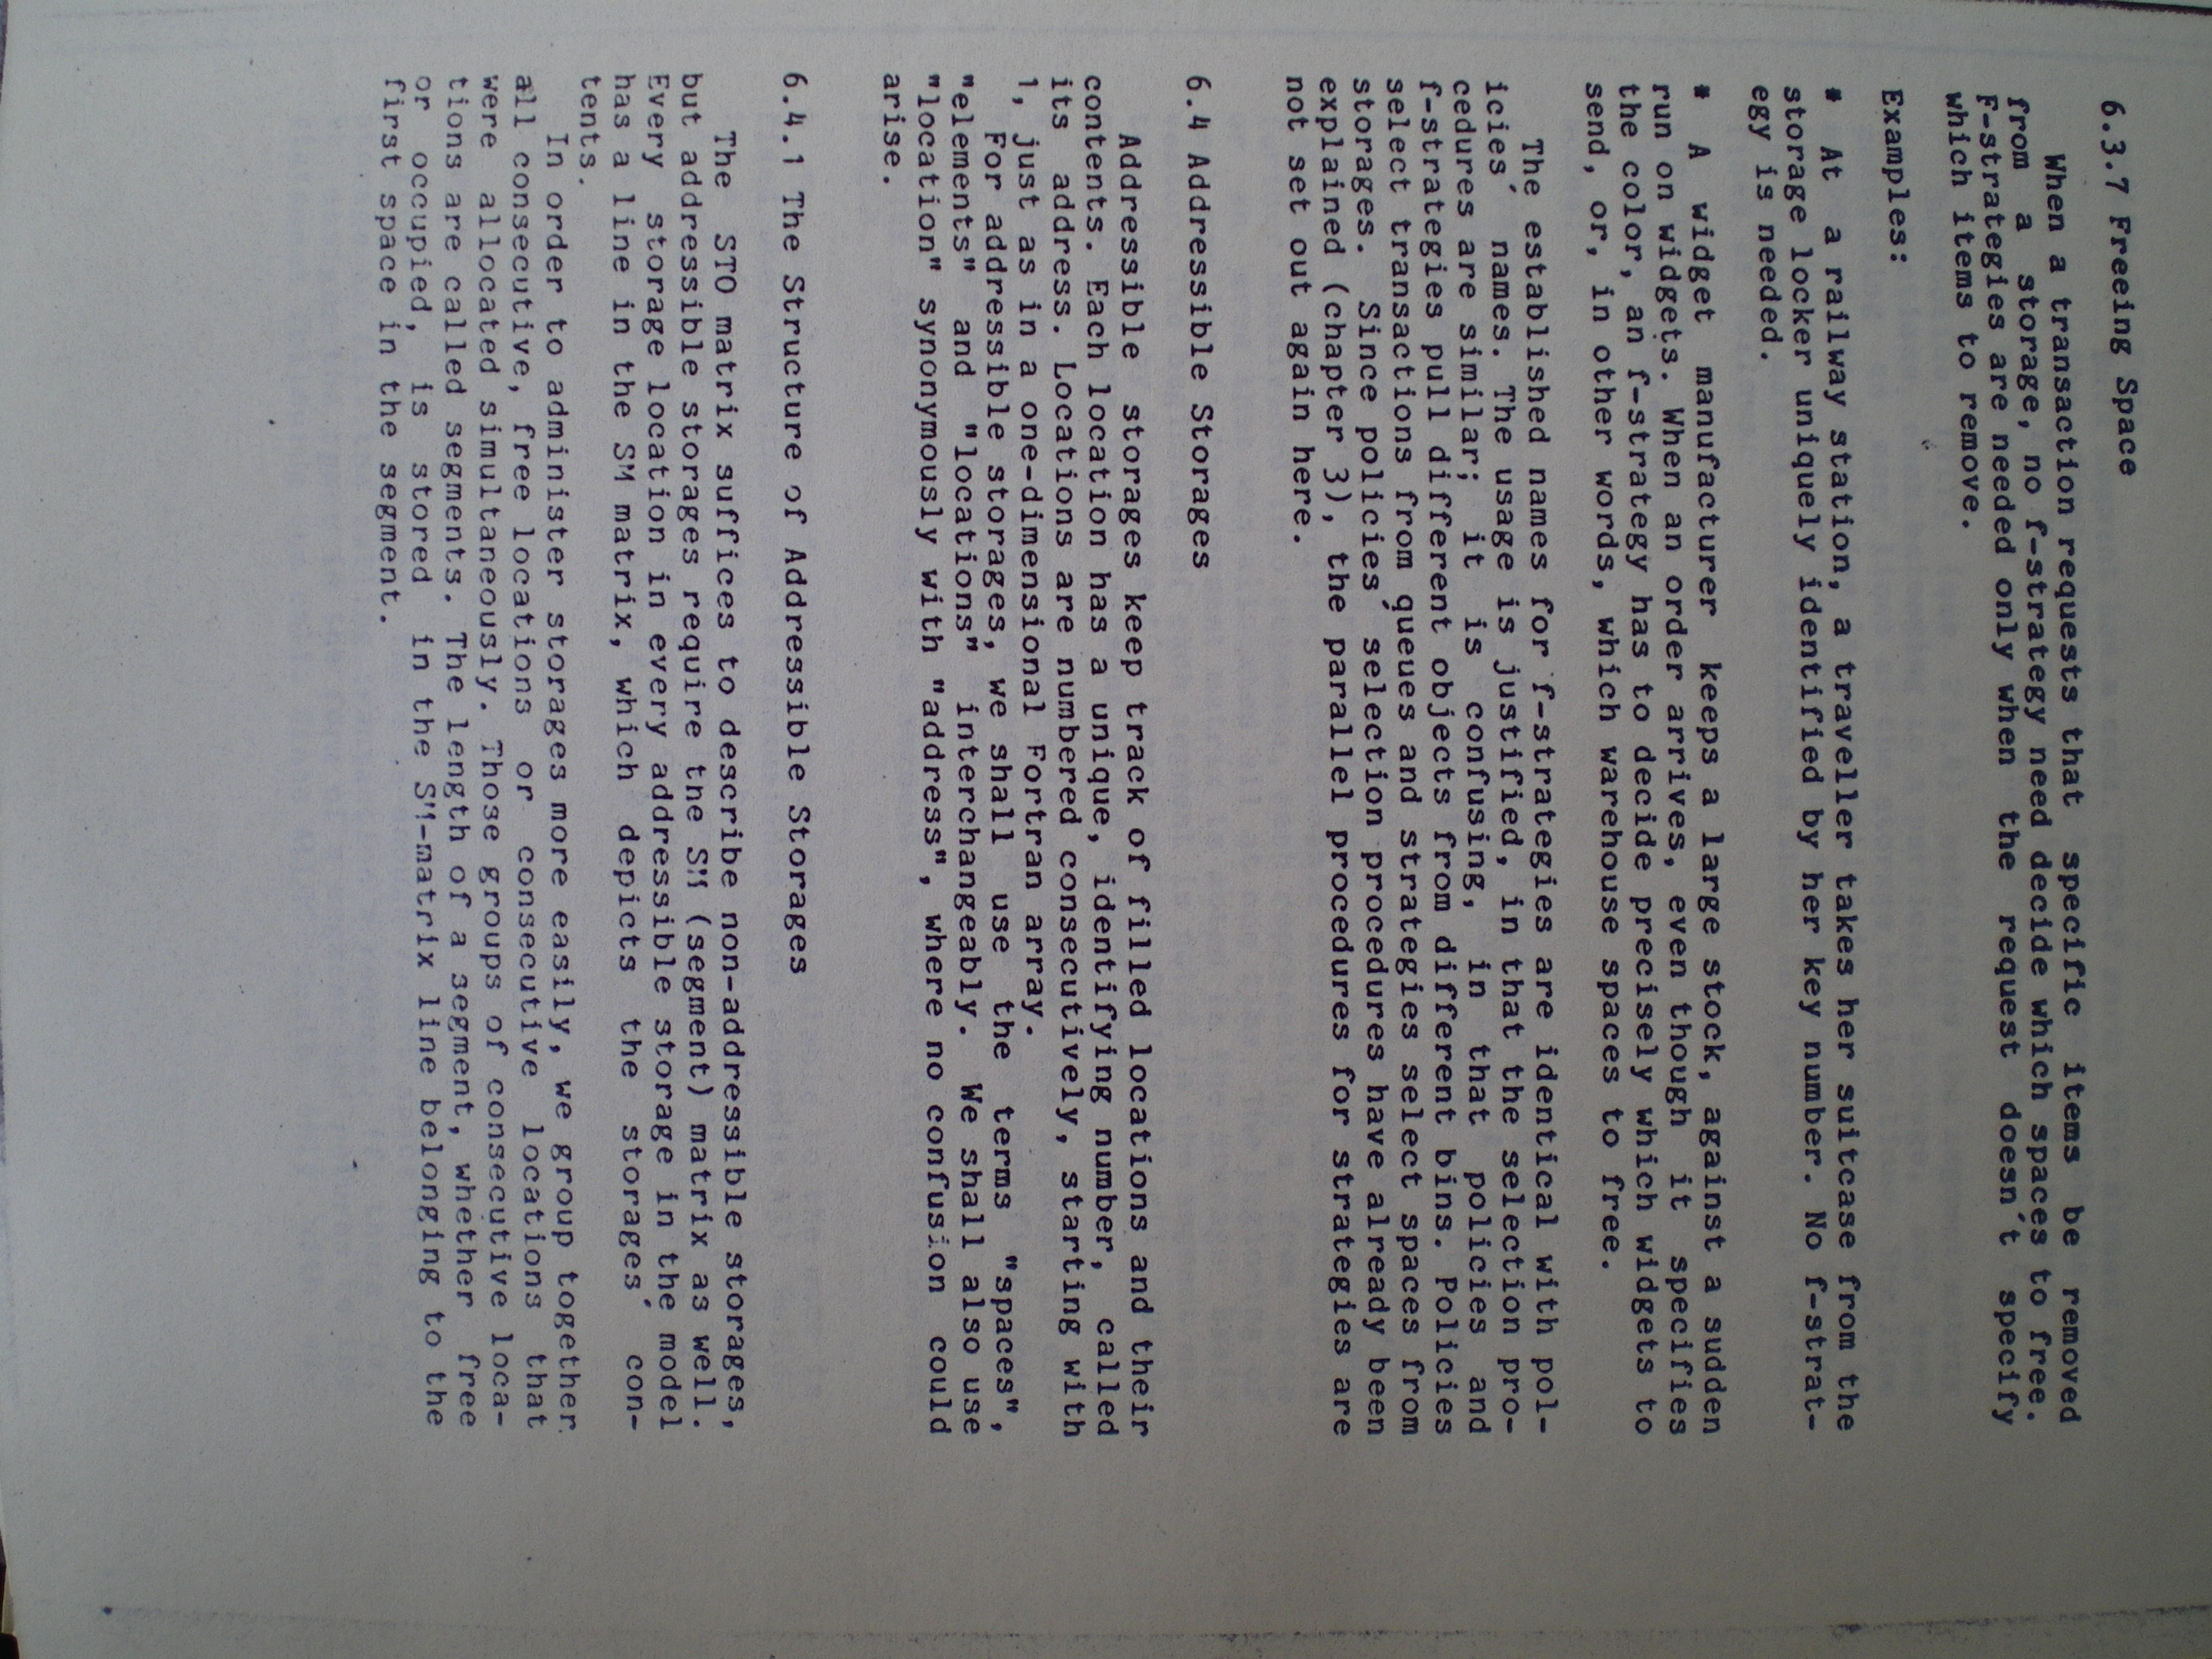 6.3.7 Freeing Space
When a transaction requests that specific items be removed
from a storage, no f-strategy need decide which spaces to free.
F-strategies are needed only when the request doesn't specify
which items to remove.
Examples:
* At a railway station, a traveller takes her suitcase from the
storage locker uniquely identified by her key number. No f-strat-
egy is needed.
* A widget manufacturer keeps a large stock, against a sudden
run on widgets. When an order arrives, even though it specifies
the color, an f-strategy has to decide precisely which widgets to
send, or, in other words, which warehouse spaces to free.
The established names for f-strategies are identical with pol-
icies' names. The usage is justified, in that the selection pro-
cedures are similar; it is confusing, in that policies and
f-strategies pull different objects from different bins. Policies
select transactions from queues and strategies select spaces from
storages. Since policies' selection procedures have already been
explained (chapter 3), the parallel procedures for strategies are
not set out again here.
6.4 Addressible Storages
Addressible storages keep track of filled locations and their
contents. Each location has a unique, identifying number, called
its address. Locations are numbered consecutively, starting with
1, just as in a one-dimensional Fortran array.
For addressible storages, we shall use the terms "spaces",
"elements" and "locations" interchangeably. We shall also use
"location" synonymously with "address", where no confusion could
arise.
6.4.1 The Structure of Addressible Storages
The STO matrix suffices to describe non-addressible storages,
but addressible storages require the SM (segment) matrix as well.
Every storage location in every addressible storage in the model
has a line in the SM matrix, which depicts the storages' con-
tents.
In order to administer storages more easily, we group together
all consecutive, free locations or consecutive locations that
were allocated simultaneously. Those groups of consecutive loca-
tions are called segments. The length of a segment, whether free
or occupied, is stored in the SM-matrix line belonging to the
first space in the segment.